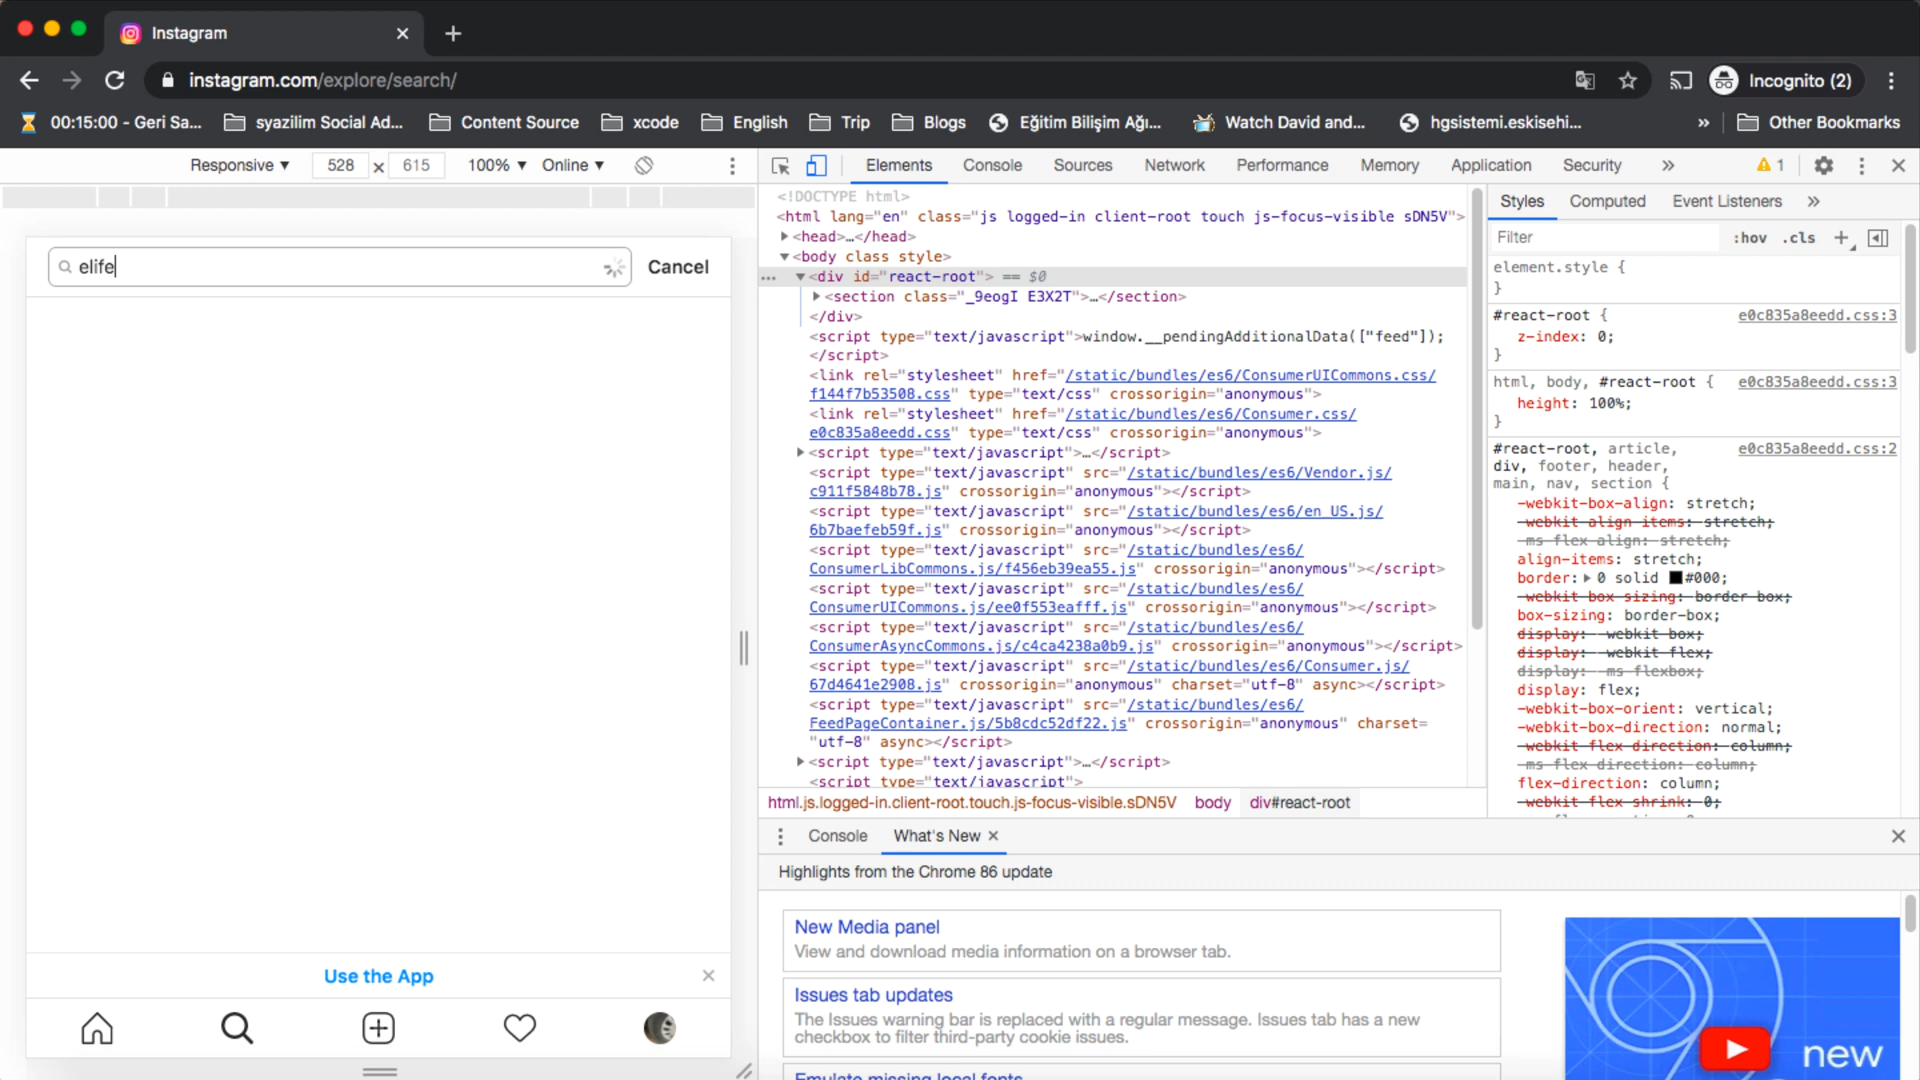 Instagram
instagram.com/explore/search/
Incognito (2)
00:15:00 - Geri Sa...
syazilim Social Ad...
Content Source
xcode
English
Trip
Blogs
Eğitim Bilişim Ağı...
Watch David and...
hgsistemi.eskisehi...
»
Other Bookmarks
Responsive ▼ 528 x 615 100% ▼ Online ▼
Elements Console Sources Network Performance Memory Application Security » 1
elife
Cancel
Use the App
<!DOCTYPE html>
<html lang="en" class="js logged-in client-root touch js-focus-visible sDN5V">
<head>…</head>
<body class style>
<div id="react-root"> == $0
<section class="_9eogI E3X2T">…</section>
</div>
<script type="text/javascript">window.__pendingAdditionalData(["feed"]);
</script>
<link rel="stylesheet" href="/static/bundles/es6/ConsumerUICommons.css/
f144f7b53508.css" type="text/css" crossorigin="anonymous">
<link rel="stylesheet" href="/static/bundles/es6/Consumer.css/
e0c835a8eedd.css" type="text/css" crossorigin="anonymous">
<script type="text/javascript">…</script>
<script type="text/javascript" src="/static/bundles/es6/Vendor.js/
c911f5848b78.js" crossorigin="anonymous"></script>
<script type="text/javascript" src="/static/bundles/es6/en_US.js/
6b7baefeb59f.js" crossorigin="anonymous"></script>
<script type="text/javascript" src="/static/bundles/es6/
ConsumerLibCommons.js/f456eb39ea55.js" crossorigin="anonymous"></script>
<script type="text/javascript" src="/static/bundles/es6/
ConsumerUICommons.js/ee0f553eafff.js" crossorigin="anonymous"></script>
<script type="text/javascript" src="/static/bundles/es6/
ConsumerAsyncCommons.js/c4ca4238a0b9.js" crossorigin="anonymous"></script>
<script type="text/javascript" src="/static/bundles/es6/Consumer.js/
67d4641e2908.js" crossorigin="anonymous" charset="utf-8" async></script>
<script type="text/javascript" src="/static/bundles/es6/
FeedPageContainer.js/5b8cdc52df22.js" crossorigin="anonymous" charset=
"utf-8" async></script>
<script type="text/javascript">…</script>
<script type="text/javascript">
html.js.logged-in.client-root.touch.js-focus-visible.sDN5V body div#react-root
Styles Computed Event Listeners »
Filter :hov .cls +
element.style {
}
#react-root { e0c835a8eedd.css:3
z-index: 0;
}
html, body, #react-root { e0c835a8eedd.css:3
height: 100%;
}
#react-root, article, e0c835a8eedd.css:2
div, footer, header,
main, nav, section {
-webkit-box-align: stretch;
-webkit-align-items: stretch;
-ms-flex-align: stretch;
align-items: stretch;
border: 0 solid #000;
-webkit-box-sizing: border-box;
box-sizing: border-box;
display: -webkit-box;
display: -webkit-flex;
display: -ms-flexbox;
display: flex;
-webkit-box-orient: vertical;
-webkit-box-direction: normal;
-webkit-flex-direction: column;
-ms-flex-direction: column;
flex-direction: column;
-webkit-flex-shrink: 0;
Console What's New
Highlights from the Chrome 86 update
New Media panel
View and download media information on a browser tab.
Issues tab updates
The Issues warning bar is replaced with a regular message. Issues tab has a new
checkbox to filter third-party cookie issues.
Emulate missing local fonts
new